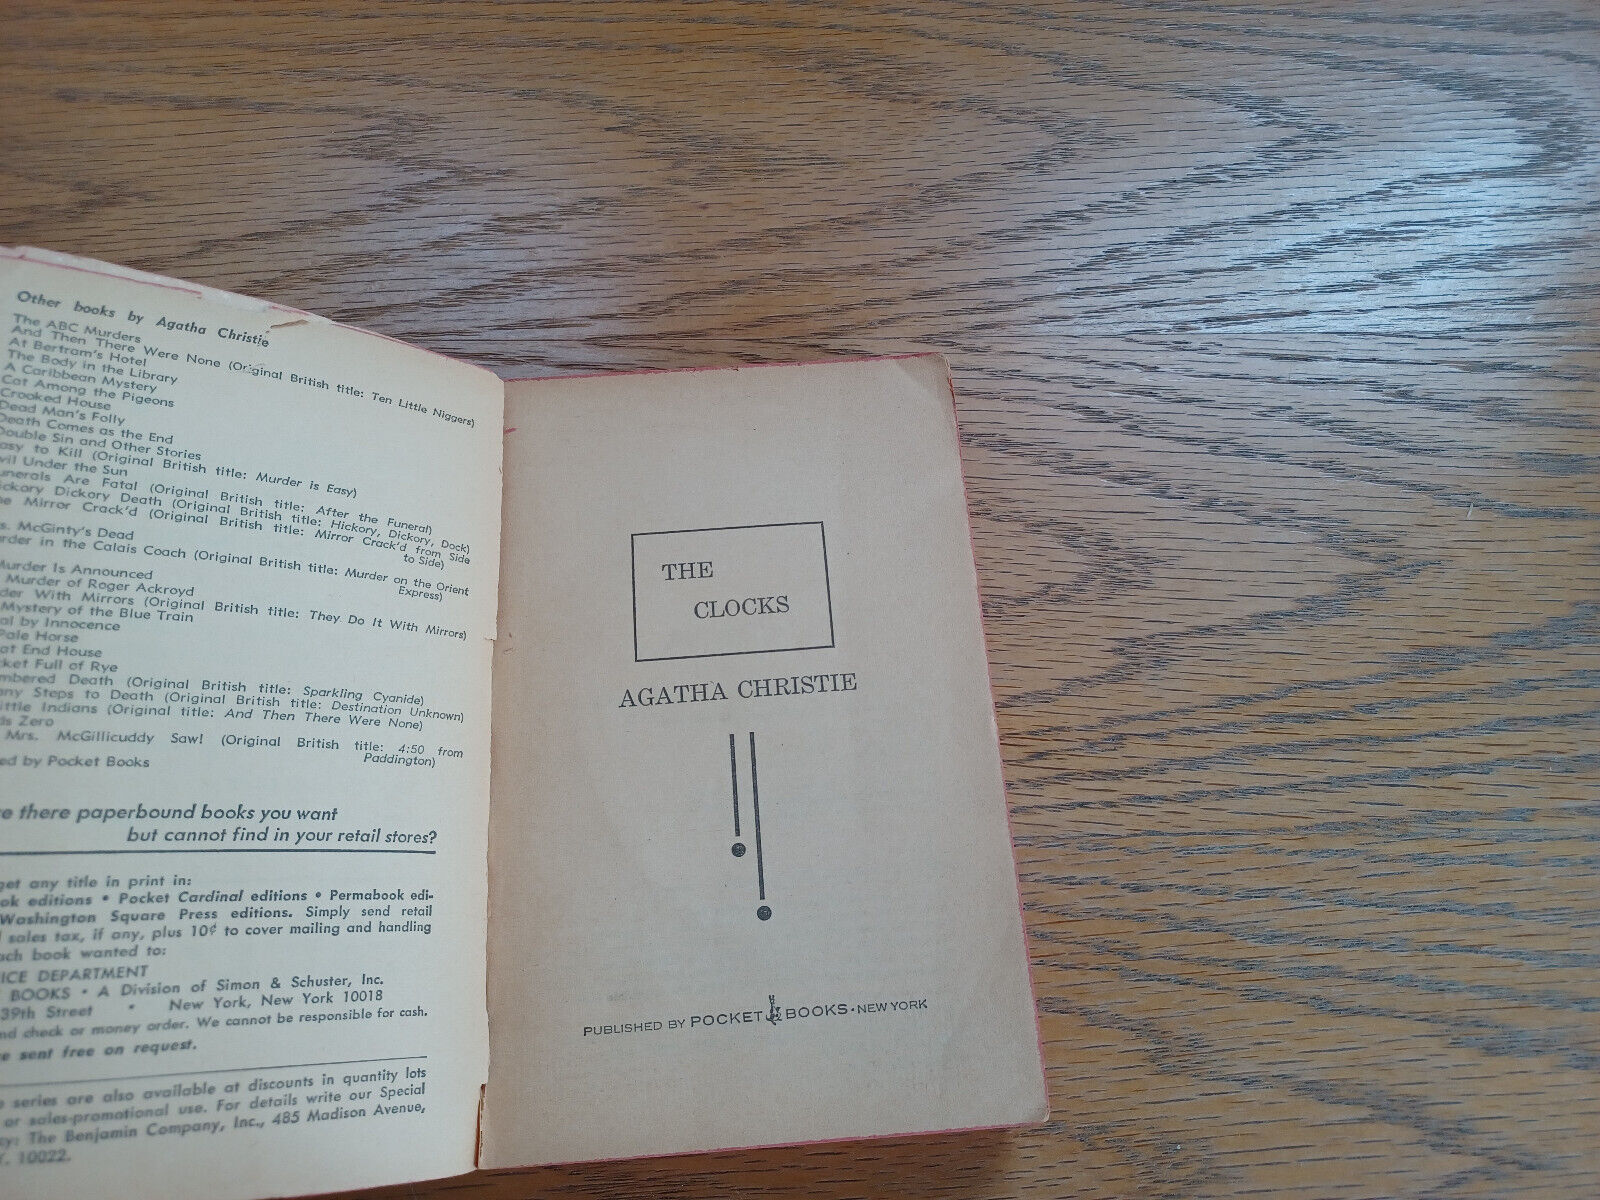 Other books by Agatha Christie
The ABC Murders
And Then There Were None (Original British title: Ten Little Niggers)
At Bertram's Hotel
The Body in the Library
A Caribbean Mystery
Cat Among the Pigeons
Crooked House
Dead Man's Folly
Death Comes as the End
Double Sin and Other Stories
asy to Kill (Original British title: Murder is Easy)
vil Under the Sun
unerals Are Fatal (Original British title: After the Funeral)
ickory Dickory Death (Original British title: Hickory, Dickory, Dock)
he Mirror Crack'd (Original British title: Mirror Crack'd from Side
to Side)
s. McGinty's Dead
rder in the Calais Coach (Original British title: Murder on the Orient
Express)
Murder Is Announced
Murder of Roger Ackroyd
der With Mirrors (Original British title: They Do It With Mirrors)
Mystery of the Blue Train
al by Innocence
Pale Horse
at End House
ket Full of Rye
mbered Death (Original British title: Sparkling Cyanide)
any Steps to Death (Original British title: Destination Unknown)
ittle Indians (Original title: And Then There Were None)
ds Zero
Mrs. McGillicuddy Saw! (Original British title: 4:50 from
Paddington)
ed by Pocket Books
re there paperbound books you want
but cannot find in your retail stores?
get any title in print in:
ok editions • Pocket Cardinal editions • Permabook edi-
Washington Square Press editions. Simply send retail
sales tax, if any, plus 10¢ to cover mailing and handling
ach book wanted to:
ICE DEPARTMENT
BOOKS • A Division of Simon & Schuster, Inc.
39th Street • New York, New York 10018
nd check or money order. We cannot be responsible for cash.
e sent free on request.
e series are also available at discounts in quantity lots
or sales-promotional use. For details write our Special
cy: The Benjamin Company, Inc., 485 Madison Avenue,
Y. 10022.
THE
CLOCKS
AGATHA CHRISTIE
PUBLISHED BY POCKET BOOKS • NEW YORK